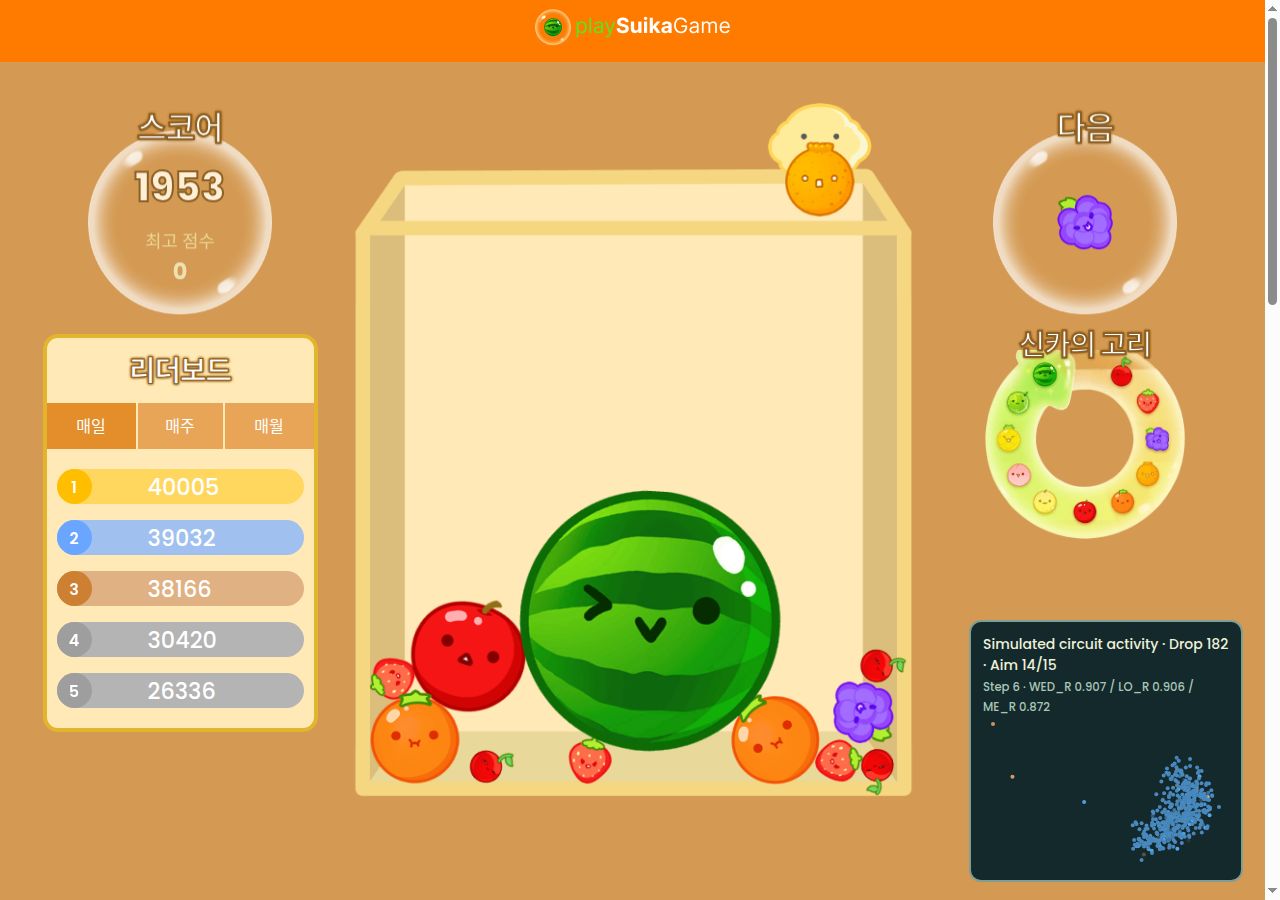 playSuikaGame
스코어
1953
최고 점수
0
리더보드
매일 매주 매월
1 40005
2 39032
3 38166
4 30420
5 26336
다음
신카의 고리
Simulated circuit activity · Drop 182
· Aim 14/15
Step 6 · WED_R 0.907 / LO_R 0.906 /
ME_R 0.872